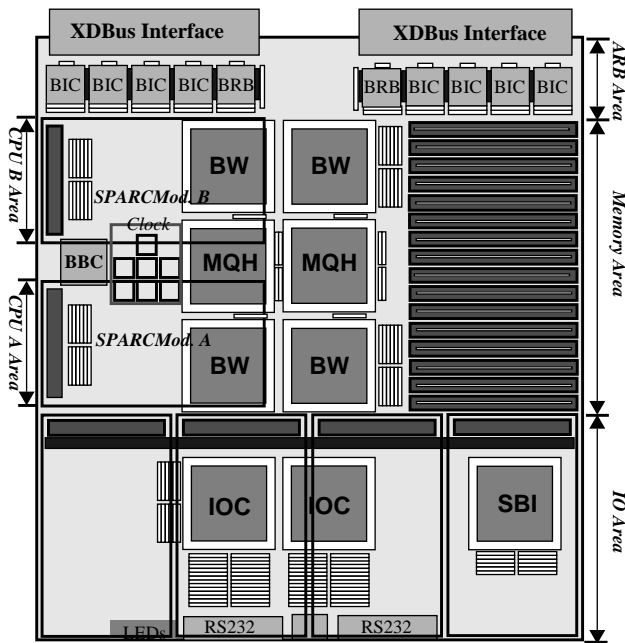 XDBus Interface
XDBus Interface
BIC
BIC
BIC
BIC
BRB
BRB
BIC
BIC
BIC
BIC
ARB Area
CPU B Area
SPARCMod. B
BW
BW
Memory Area
Clock
BBC
MQH
MQH
CPU A Area
SPARCMod. A
BW
BW
IOC
IOC
SBI
IO Area
LEDs
RS232
RS232